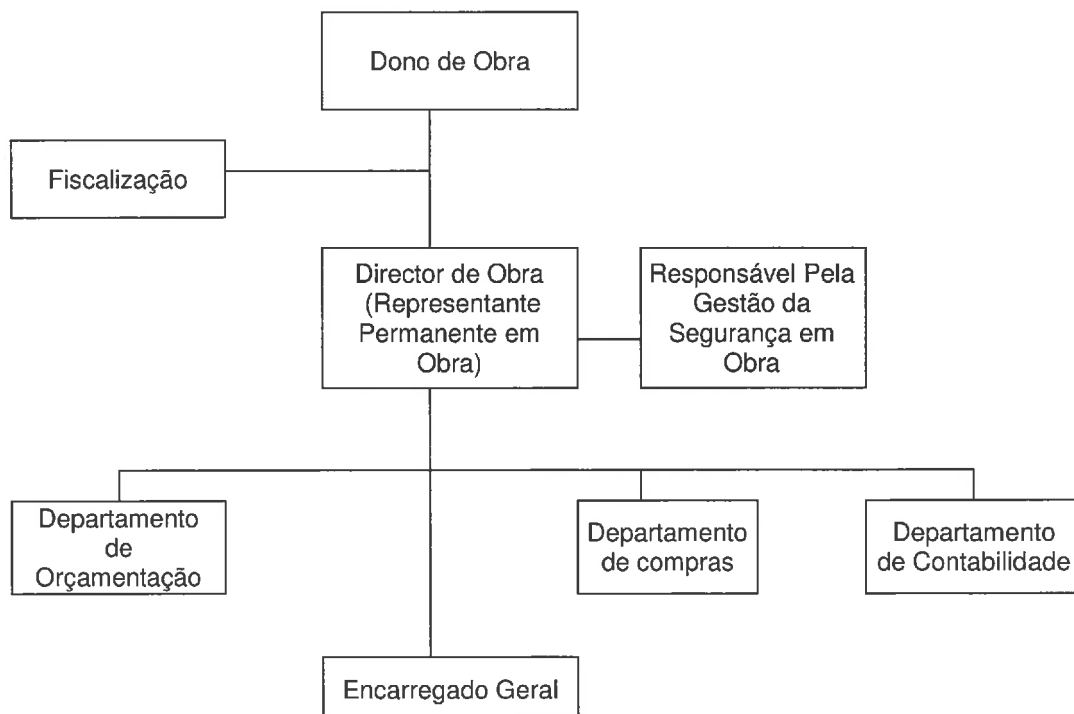 Dono de Obra
Fiscalização
Director de Obra
(Representante
Permanente em
Obra)
Responsável Pela
Gestão da
Segurança em
Obra
Departamento
de
Orçamentação
Departamento
de compras
Departamento
de Contabilidade
Encarregado Geral